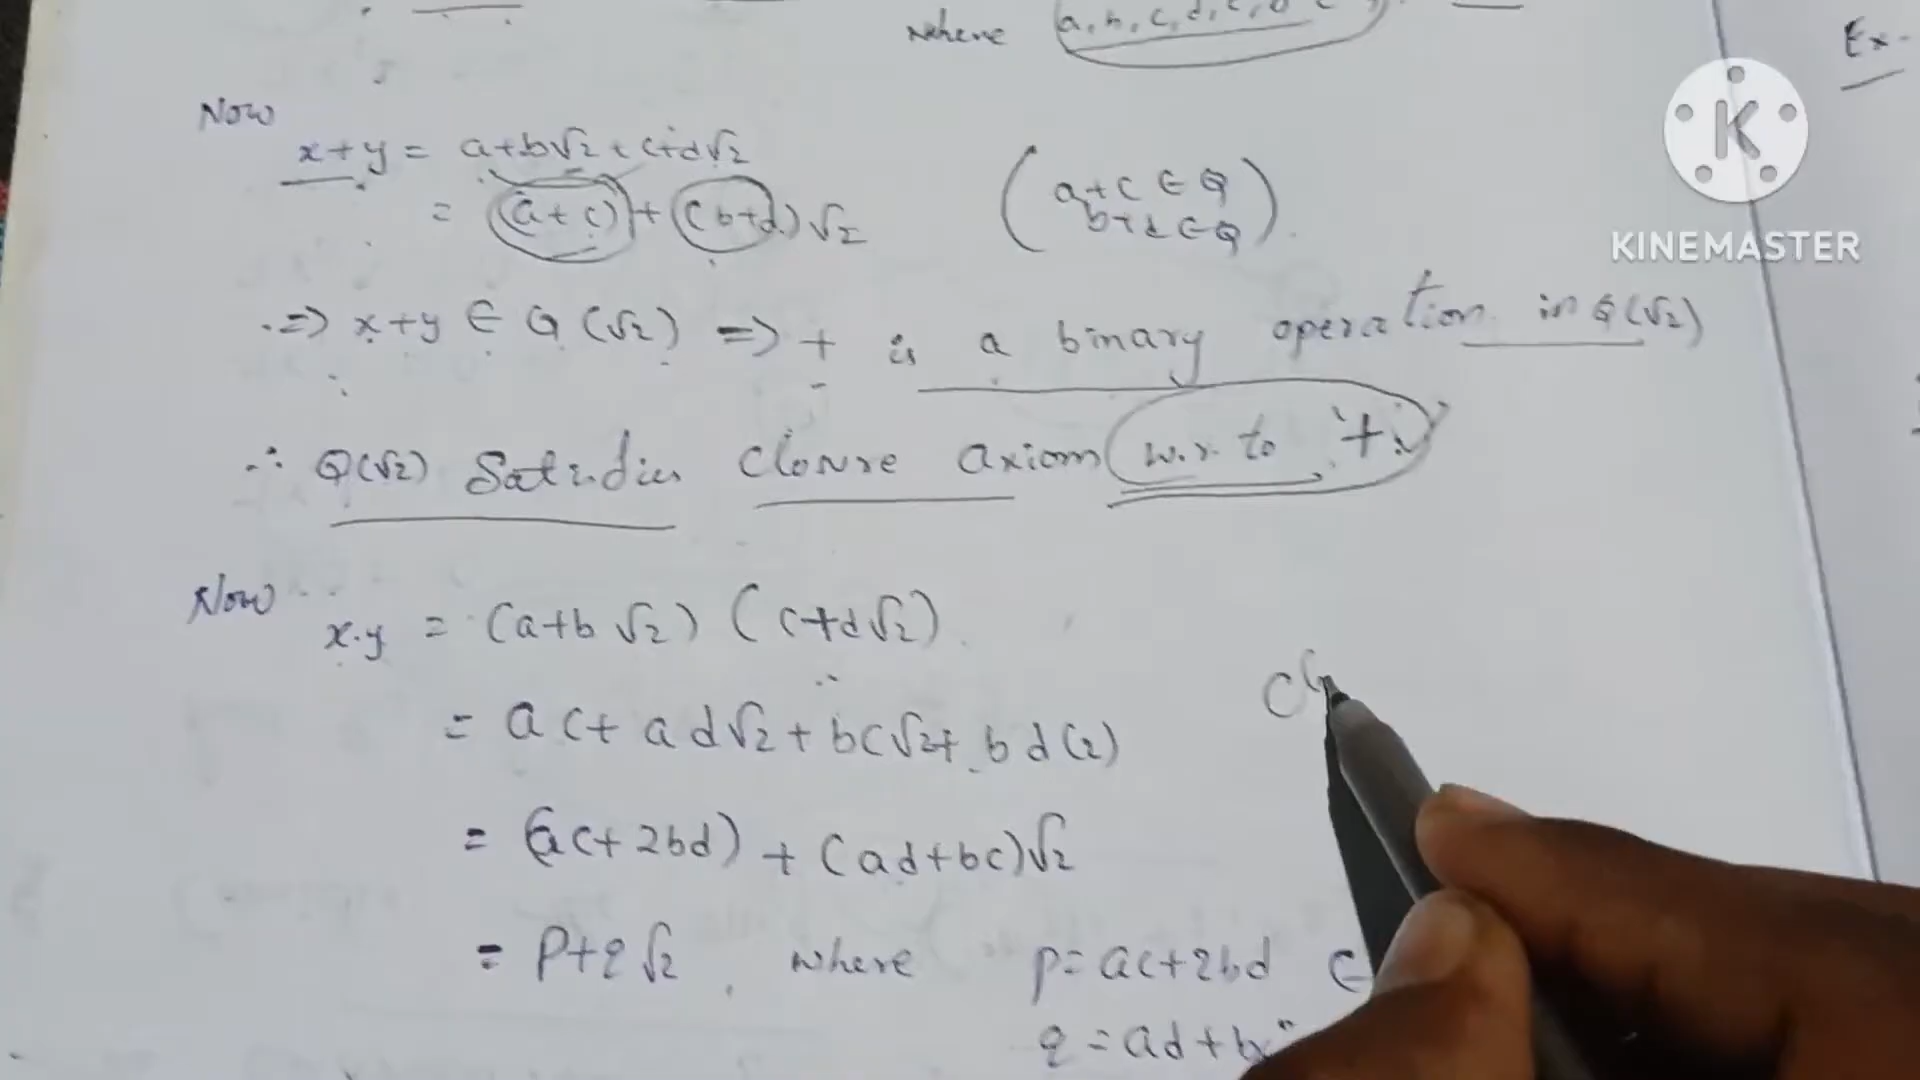 where
Ex-
Now
x+y = a+b√2 + c+d√2
= (a+c) + (b+d)√2
(a+c ∈ Q
b+d ∈ Q)
KINEMASTER
⇒ x+y ∈ Q(√2) ⇒ + is a binary operation in Q(√2)
∴ Q(√2) Satisfies closure axiom w.r. to '+'
Now
x.y = (a+b√2) (c+d√2)
= ac + ad√2 + bc√2 + bd(2)
= (ac+2bd) + (ad+bc)√2
= p+q√2, where p = ac+2bd ∈
q = ad+bc